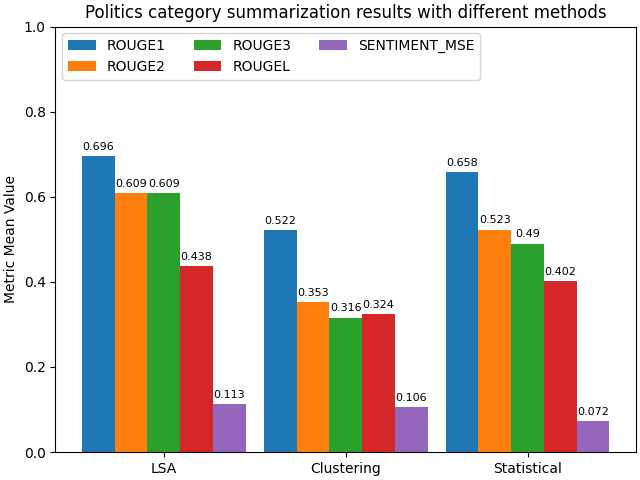 Politics category summarization results with different methods
ROUGE1
ROUGE2
ROUGE3
ROUGEL
SENTIMENT_MSE
Metric Mean Value
1.0
0.8
0.6
0.4
0.2
0.0
0.696
0.609
0.609
0.438
0.113
0.522
0.353
0.316
0.324
0.106
0.658
0.523
0.49
0.402
0.072
LSA
Clustering
Statistical